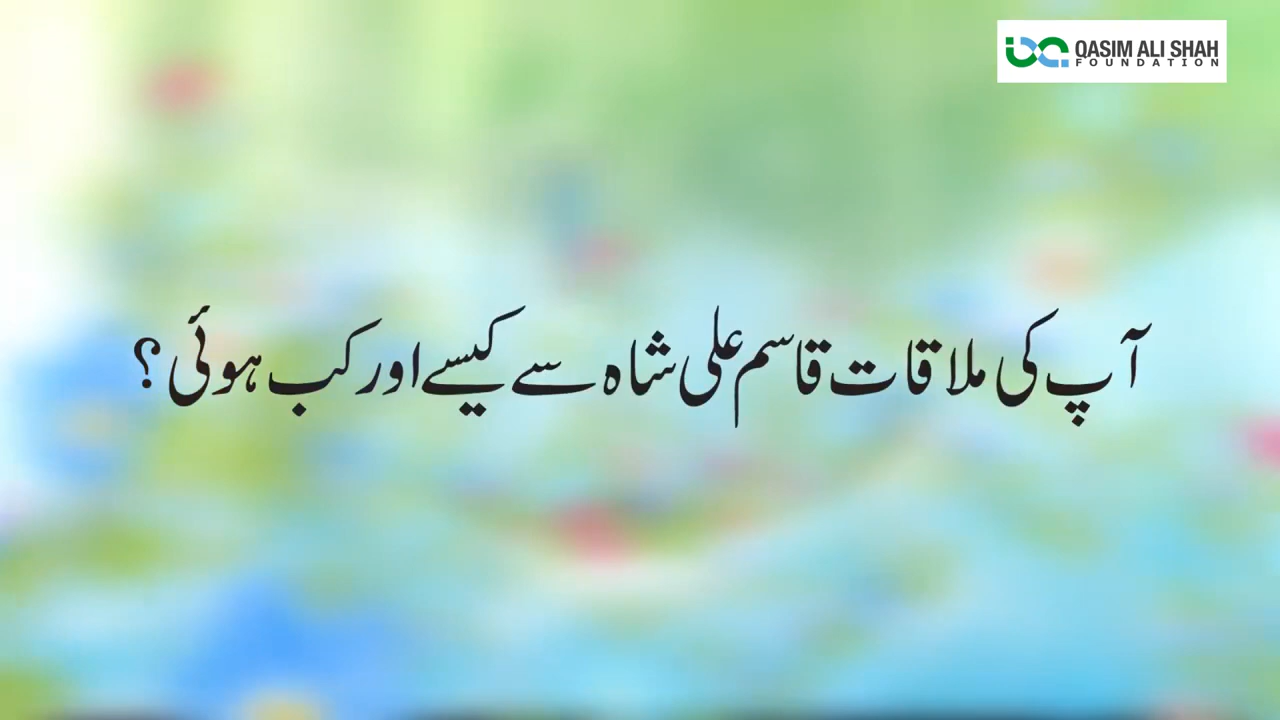 QASIM ALI SHAH
FOUNDATION
آپ کی ملاقات قاسم علی شاہ سے کیسے اور کب ہوئی؟